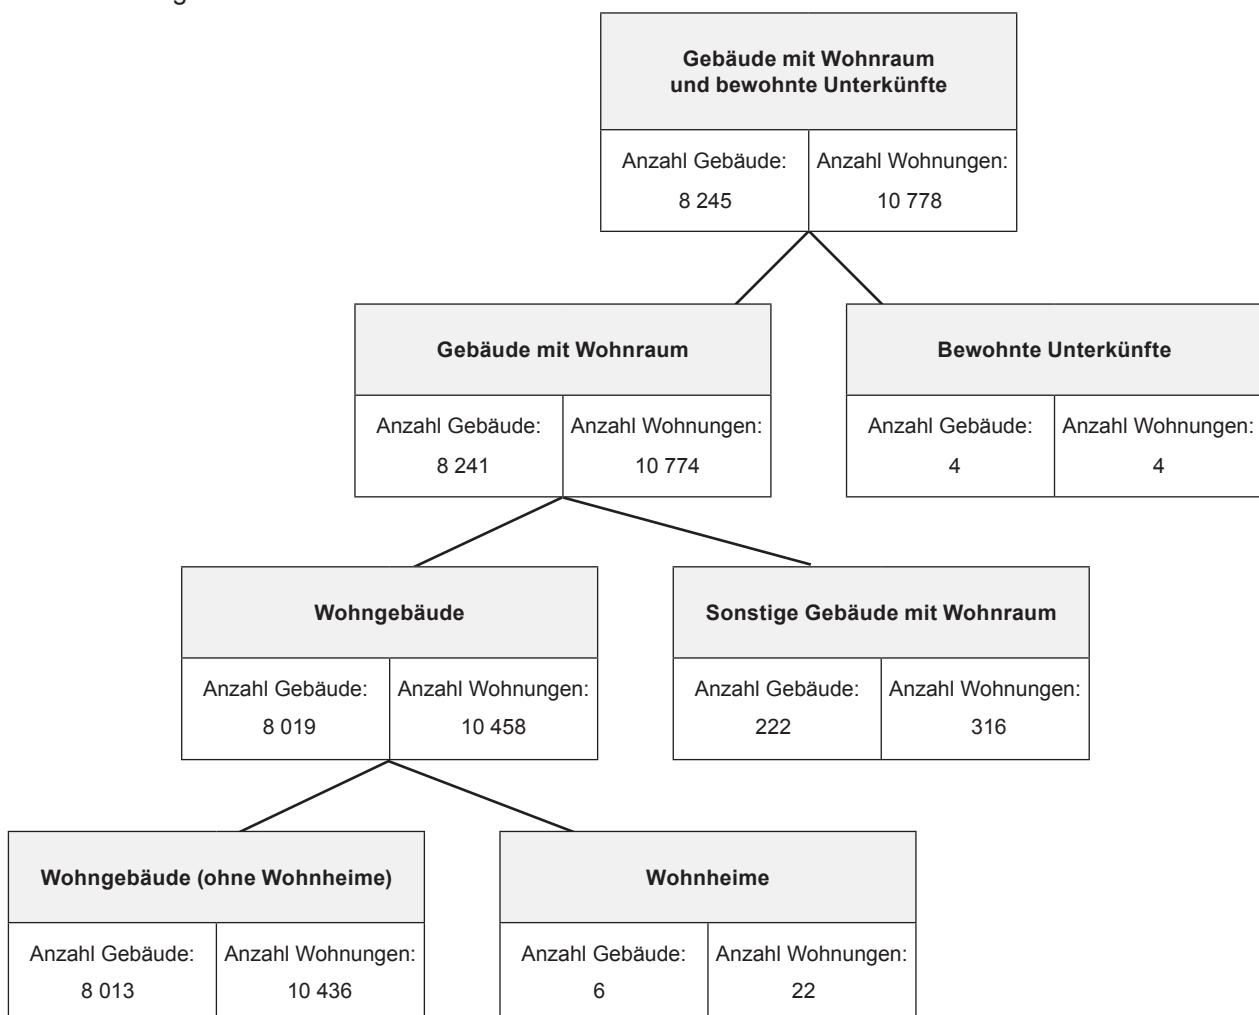 Gebäude mit Wohnraum
und bewohnte Unterkünfte
Anzahl Gebäude: Anzahl Wohnungen:
8 245 10 778
Gebäude mit Wohnraum
Anzahl Gebäude: Anzahl Wohnungen:
8 241 10 774
Bewohnte Unterkünfte
Anzahl Gebäude: Anzahl Wohnungen:
4 4
Wohngebäude
Anzahl Gebäude: Anzahl Wohnungen:
8 019 10 458
Sonstige Gebäude mit Wohnraum
Anzahl Gebäude: Anzahl Wohnungen:
222 316
Wohngebäude (ohne Wohnheime)
Anzahl Gebäude: Anzahl Wohnungen:
8 013 10 436
Wohnheime
Anzahl Gebäude: Anzahl Wohnungen:
6 22